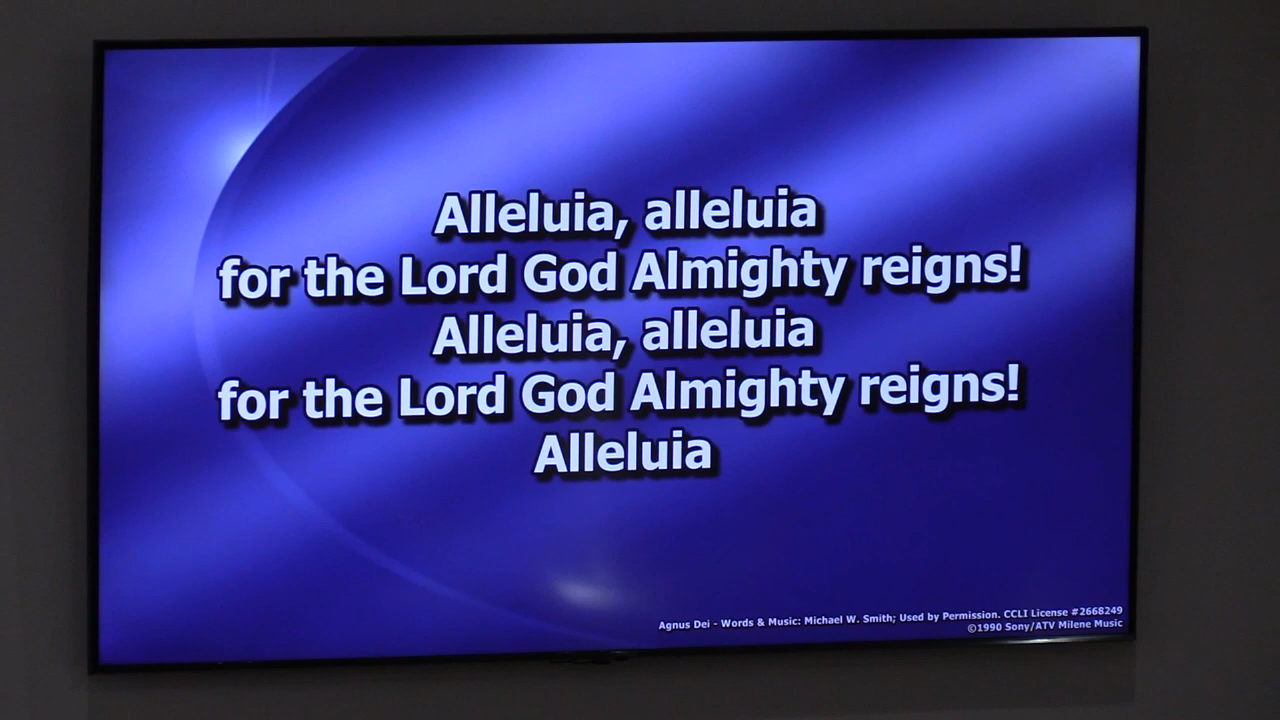 Alleluia, alleluia
for the Lord God Almighty reigns!
Alleluia, alleluia
for the Lord God Almighty reigns!
Alleluia
Agnus Dei - Words & Music: Michael W. Smith; Used by Permission. CCLI License #2668249
©1990 Sony/ATV Milene Music